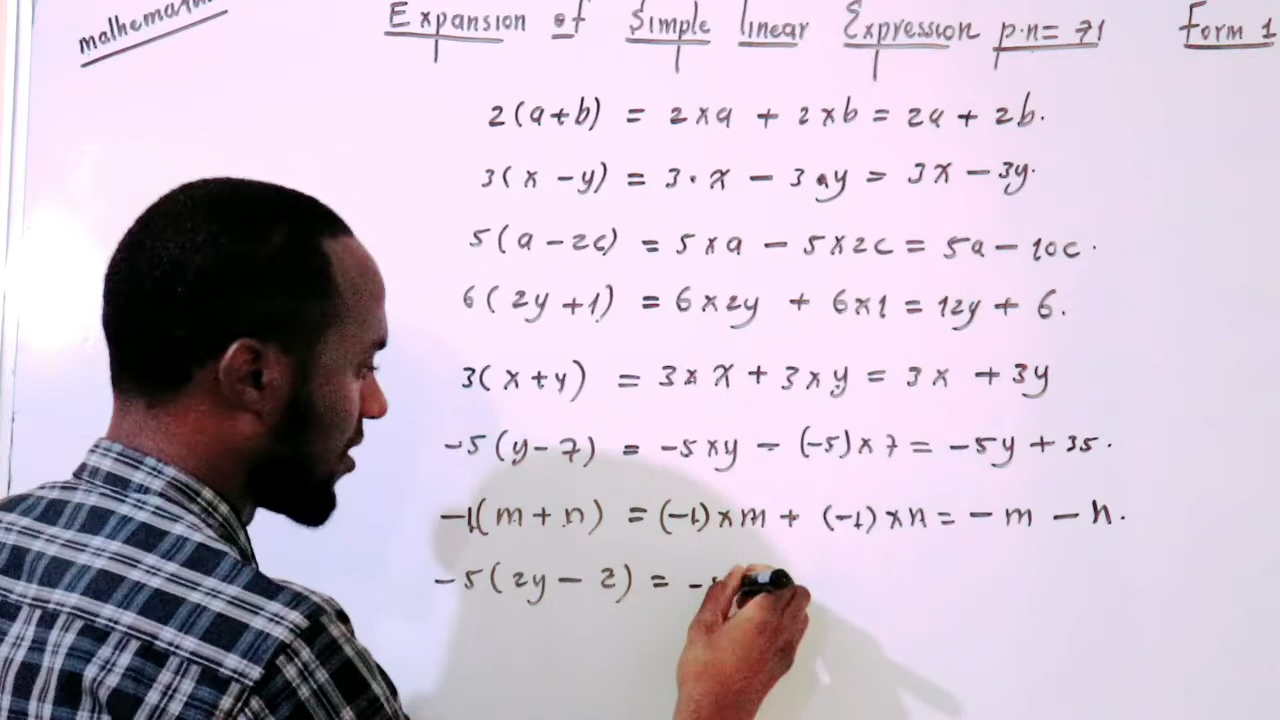 mathematic
Expansion of Simple linear Expression p.n= 71 Form 1
2(a+b) = 2×a + 2×b = 2a + 2b.
3(x-y) = 3·x - 3·y = 3x - 3y.
5(a-2c) = 5×a - 5×2c = 5a - 10c.
6(2y+1) = 6×2y + 6×1 = 12y + 6.
3(x+y) = 3×x + 3×y = 3x + 3y
-5(y-7) = -5×y - (-5)×7 = -5y + 35.
-1(m+n) = (-1)×m + (-1)×n = -m - n.
-5(2y-2) = -5